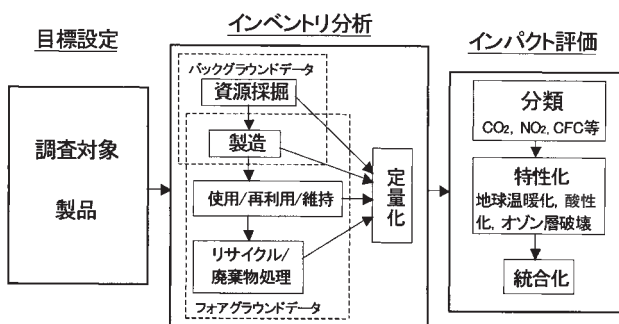 目標設定
調査対象
製品
インベントリ分析
バックグラウンドデータ
資源採掘
製造
使用/再利用/維持
リサイクル/
廃棄物処理
フォアグラウンドデータ
定量化
インパクト評価
分類
CO₂, NO₂, CFC等
特性化
地球温暖化, 酸性
化, オゾン層破壊
統合化